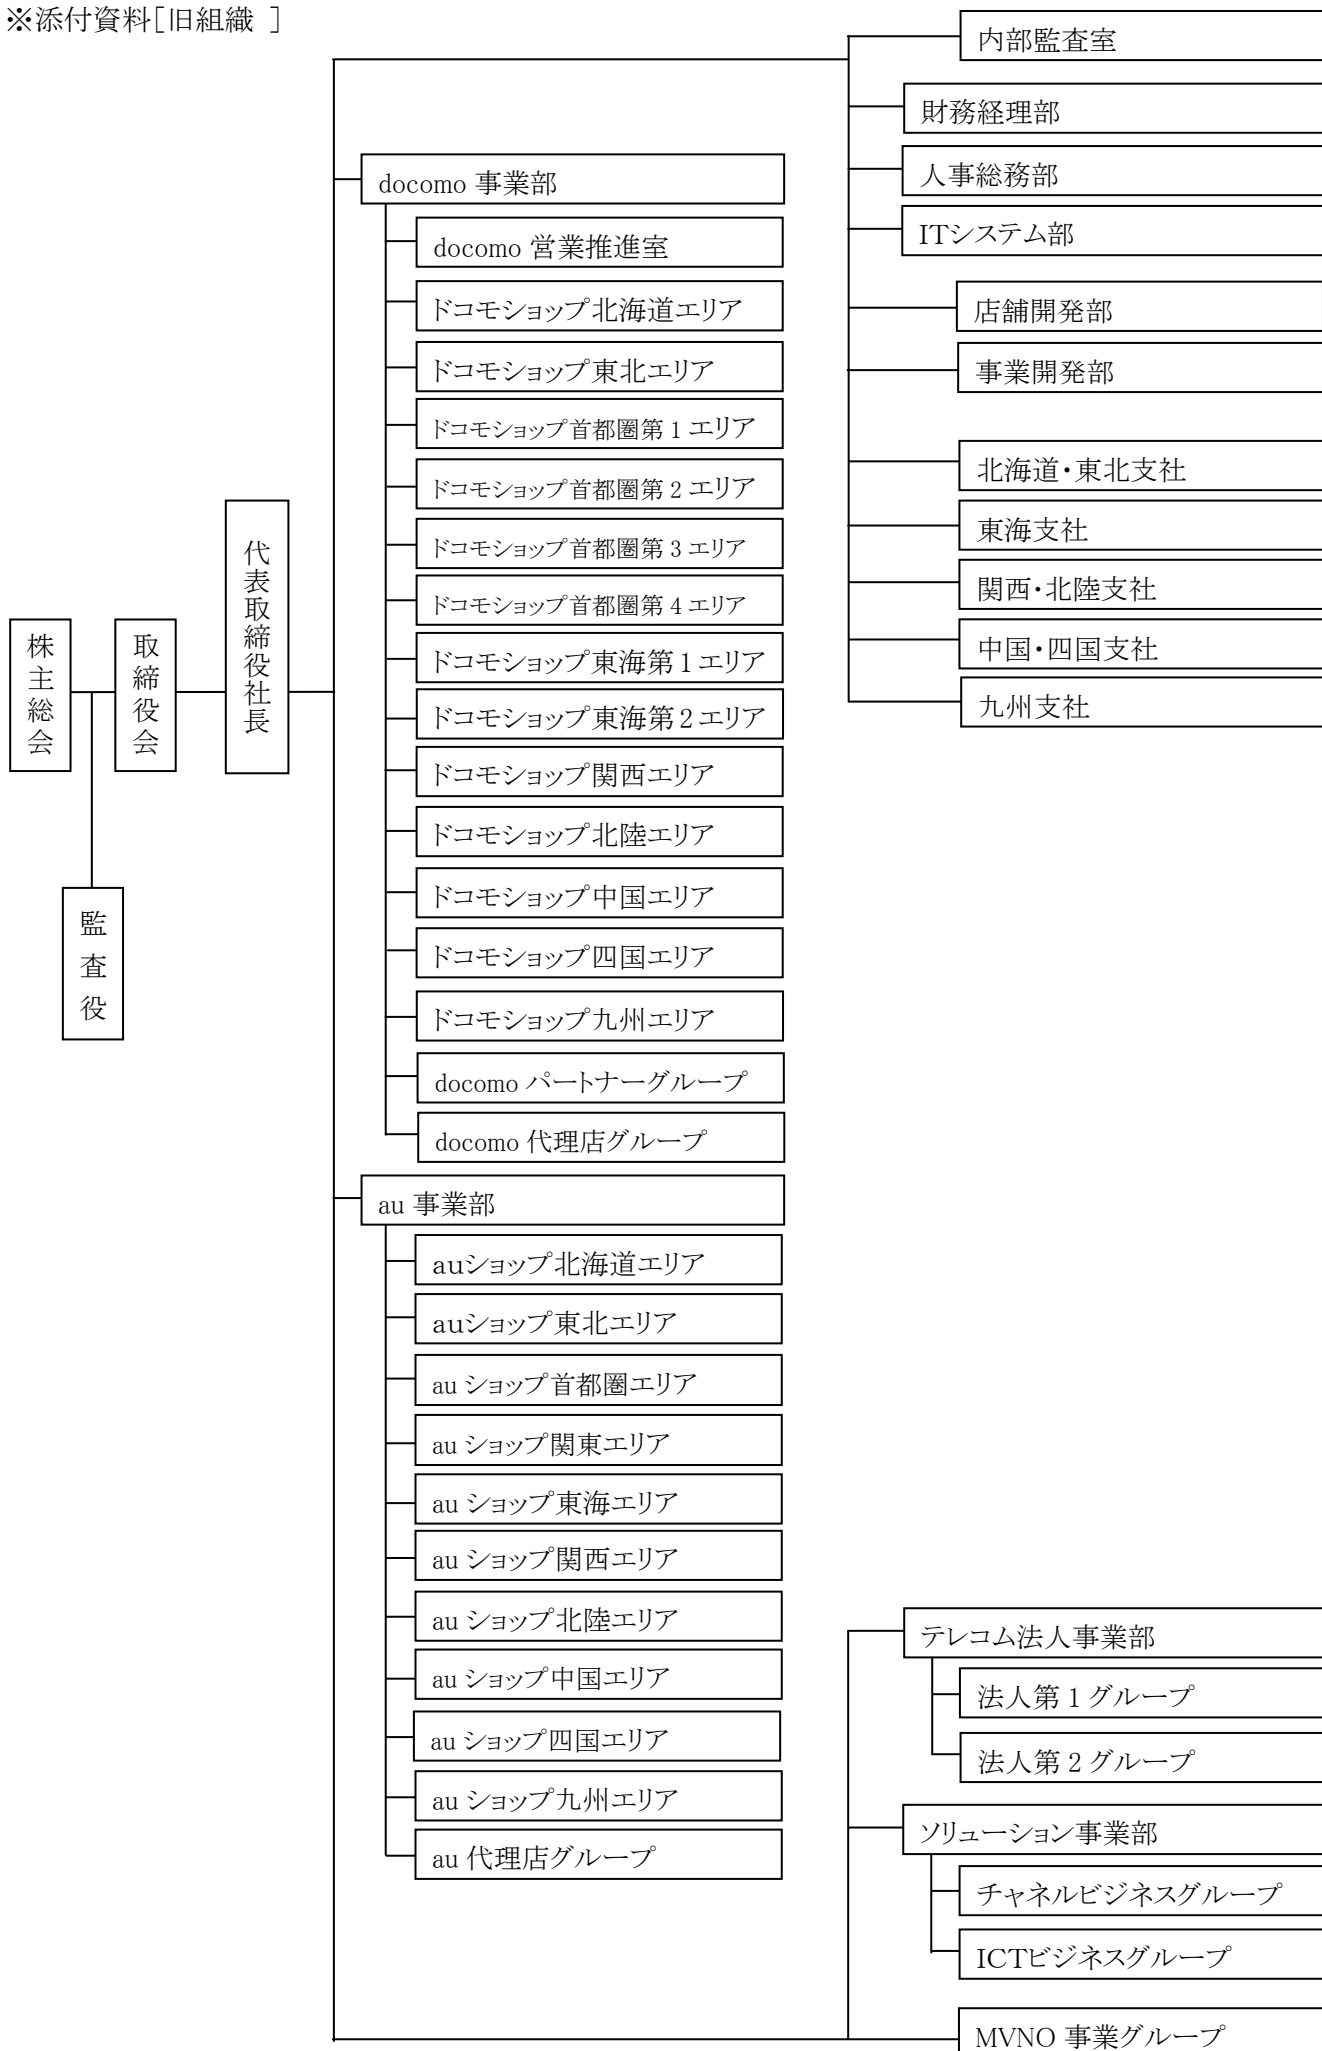 ※添付資料[旧組織 ]
株主総会
取締役会
監査役
代表取締役社長
docomo 事業部
docomo 営業推進室
ドコモショップ北海道エリア
ドコモショップ東北エリア
ドコモショップ首都圏第 1 エリア
ドコモショップ首都圏第 2 エリア
ドコモショップ首都圏第 3 エリア
ドコモショップ首都圏第 4 エリア
ドコモショップ東海第1エリア
ドコモショップ東海第2エリア
ドコモショップ関西エリア
ドコモショップ北陸エリア
ドコモショップ中国エリア
ドコモショップ四国エリア
ドコモショップ九州エリア
docomo パートナーグループ
docomo 代理店グループ
au 事業部
auショップ北海道エリア
auショップ東北エリア
au ショップ首都圏エリア
au ショップ関東エリア
au ショップ東海エリア
au ショップ関西エリア
au ショップ北陸エリア
au ショップ中国エリア
au ショップ四国エリア
au ショップ九州エリア
au 代理店グループ
内部監査室
財務経理部
人事総務部
ITシステム部
店舗開発部
事業開発部
北海道・東北支社
東海支社
関西・北陸支社
中国・四国支社
九州支社
テレコム法人事業部
法人第 1 グループ
法人第 2 グループ
ソリューション事業部
チャネルビジネスグループ
ICTビジネスグループ
MVNO 事業グループ